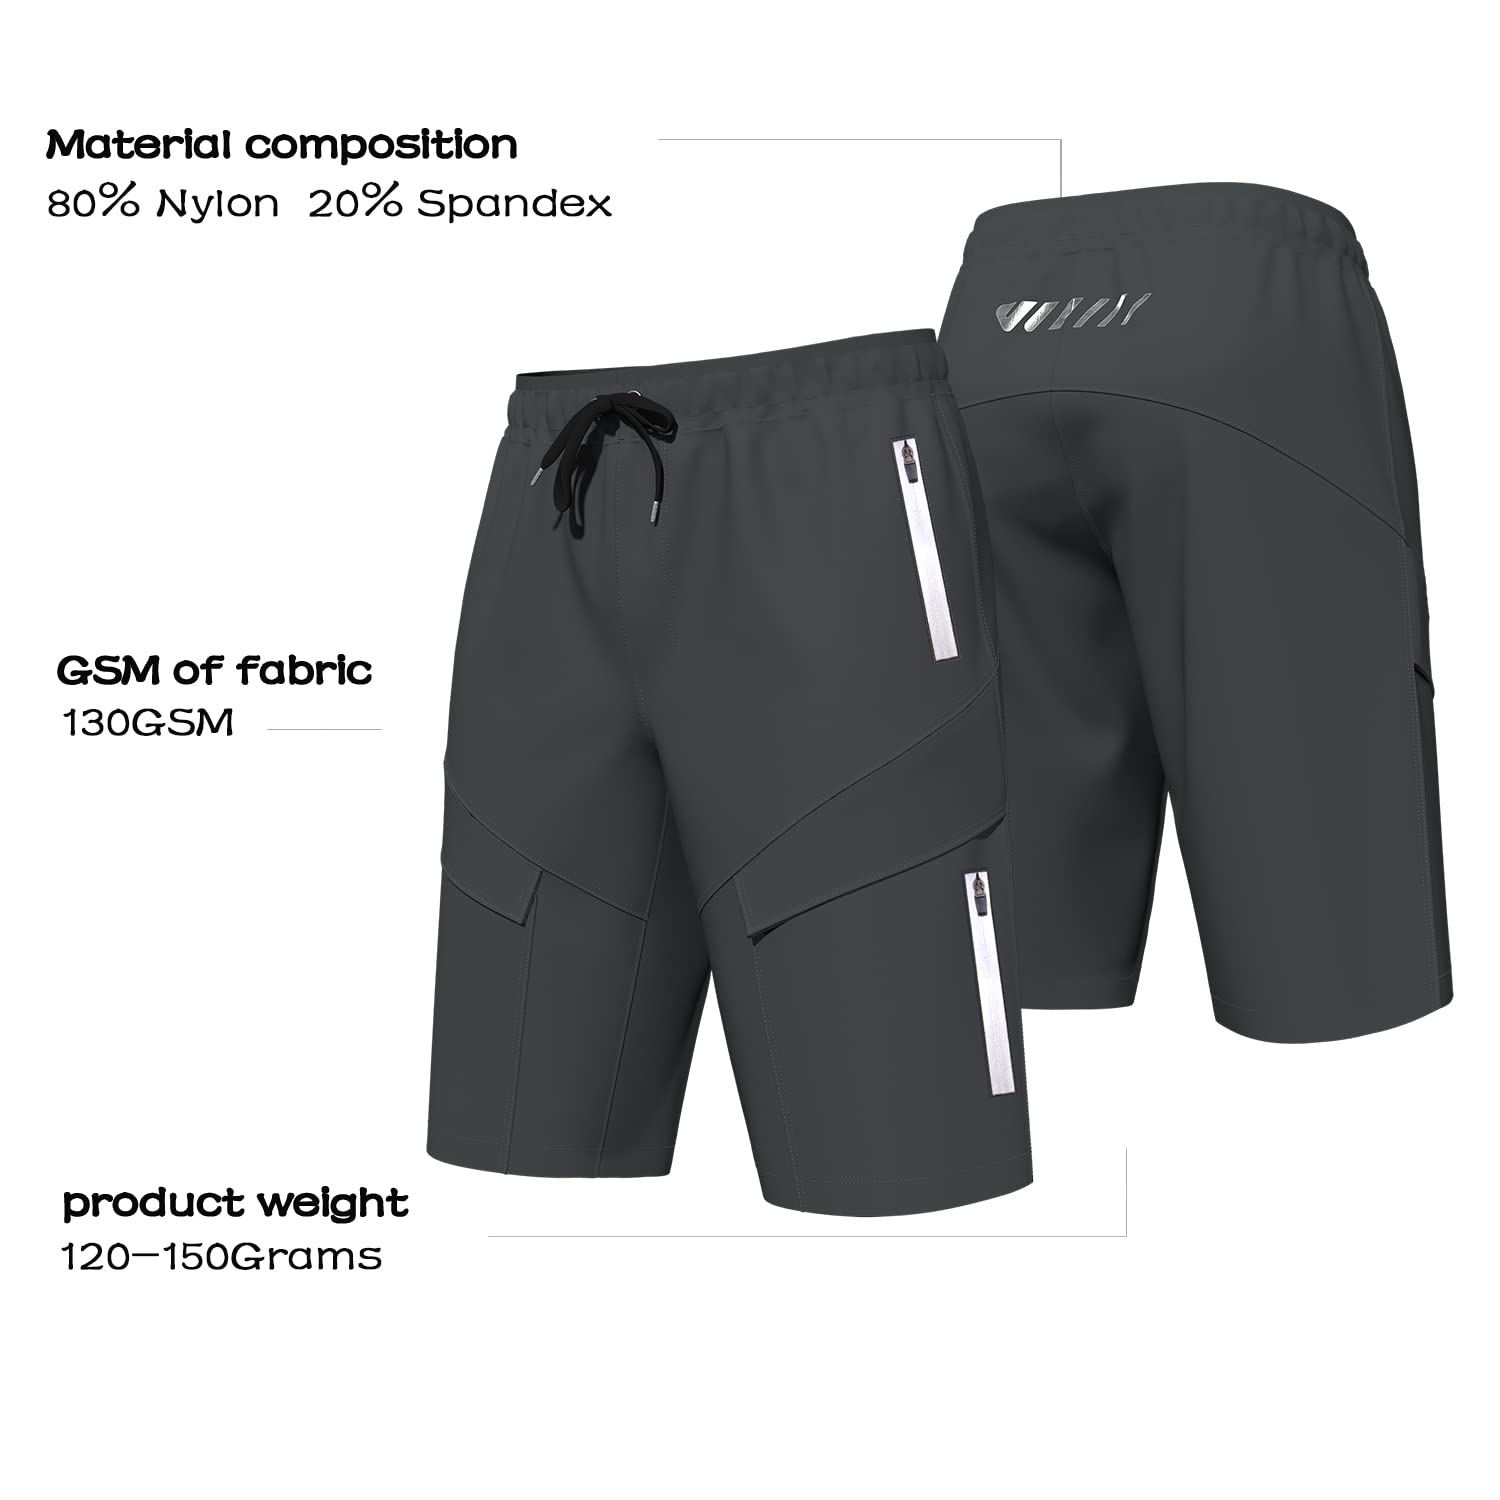 Material composition
80% Nylon 20% Spandex
GSM of fabric
130GSM
product weight
120-150Grams